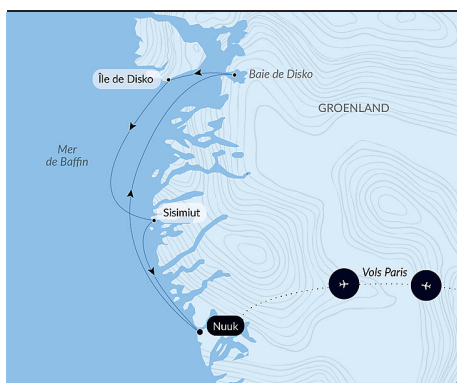 Île de Disko
Baie de Disko
GROENLAND
Mer
de Baffin
Sisimiut
Vols Paris
Nuuk